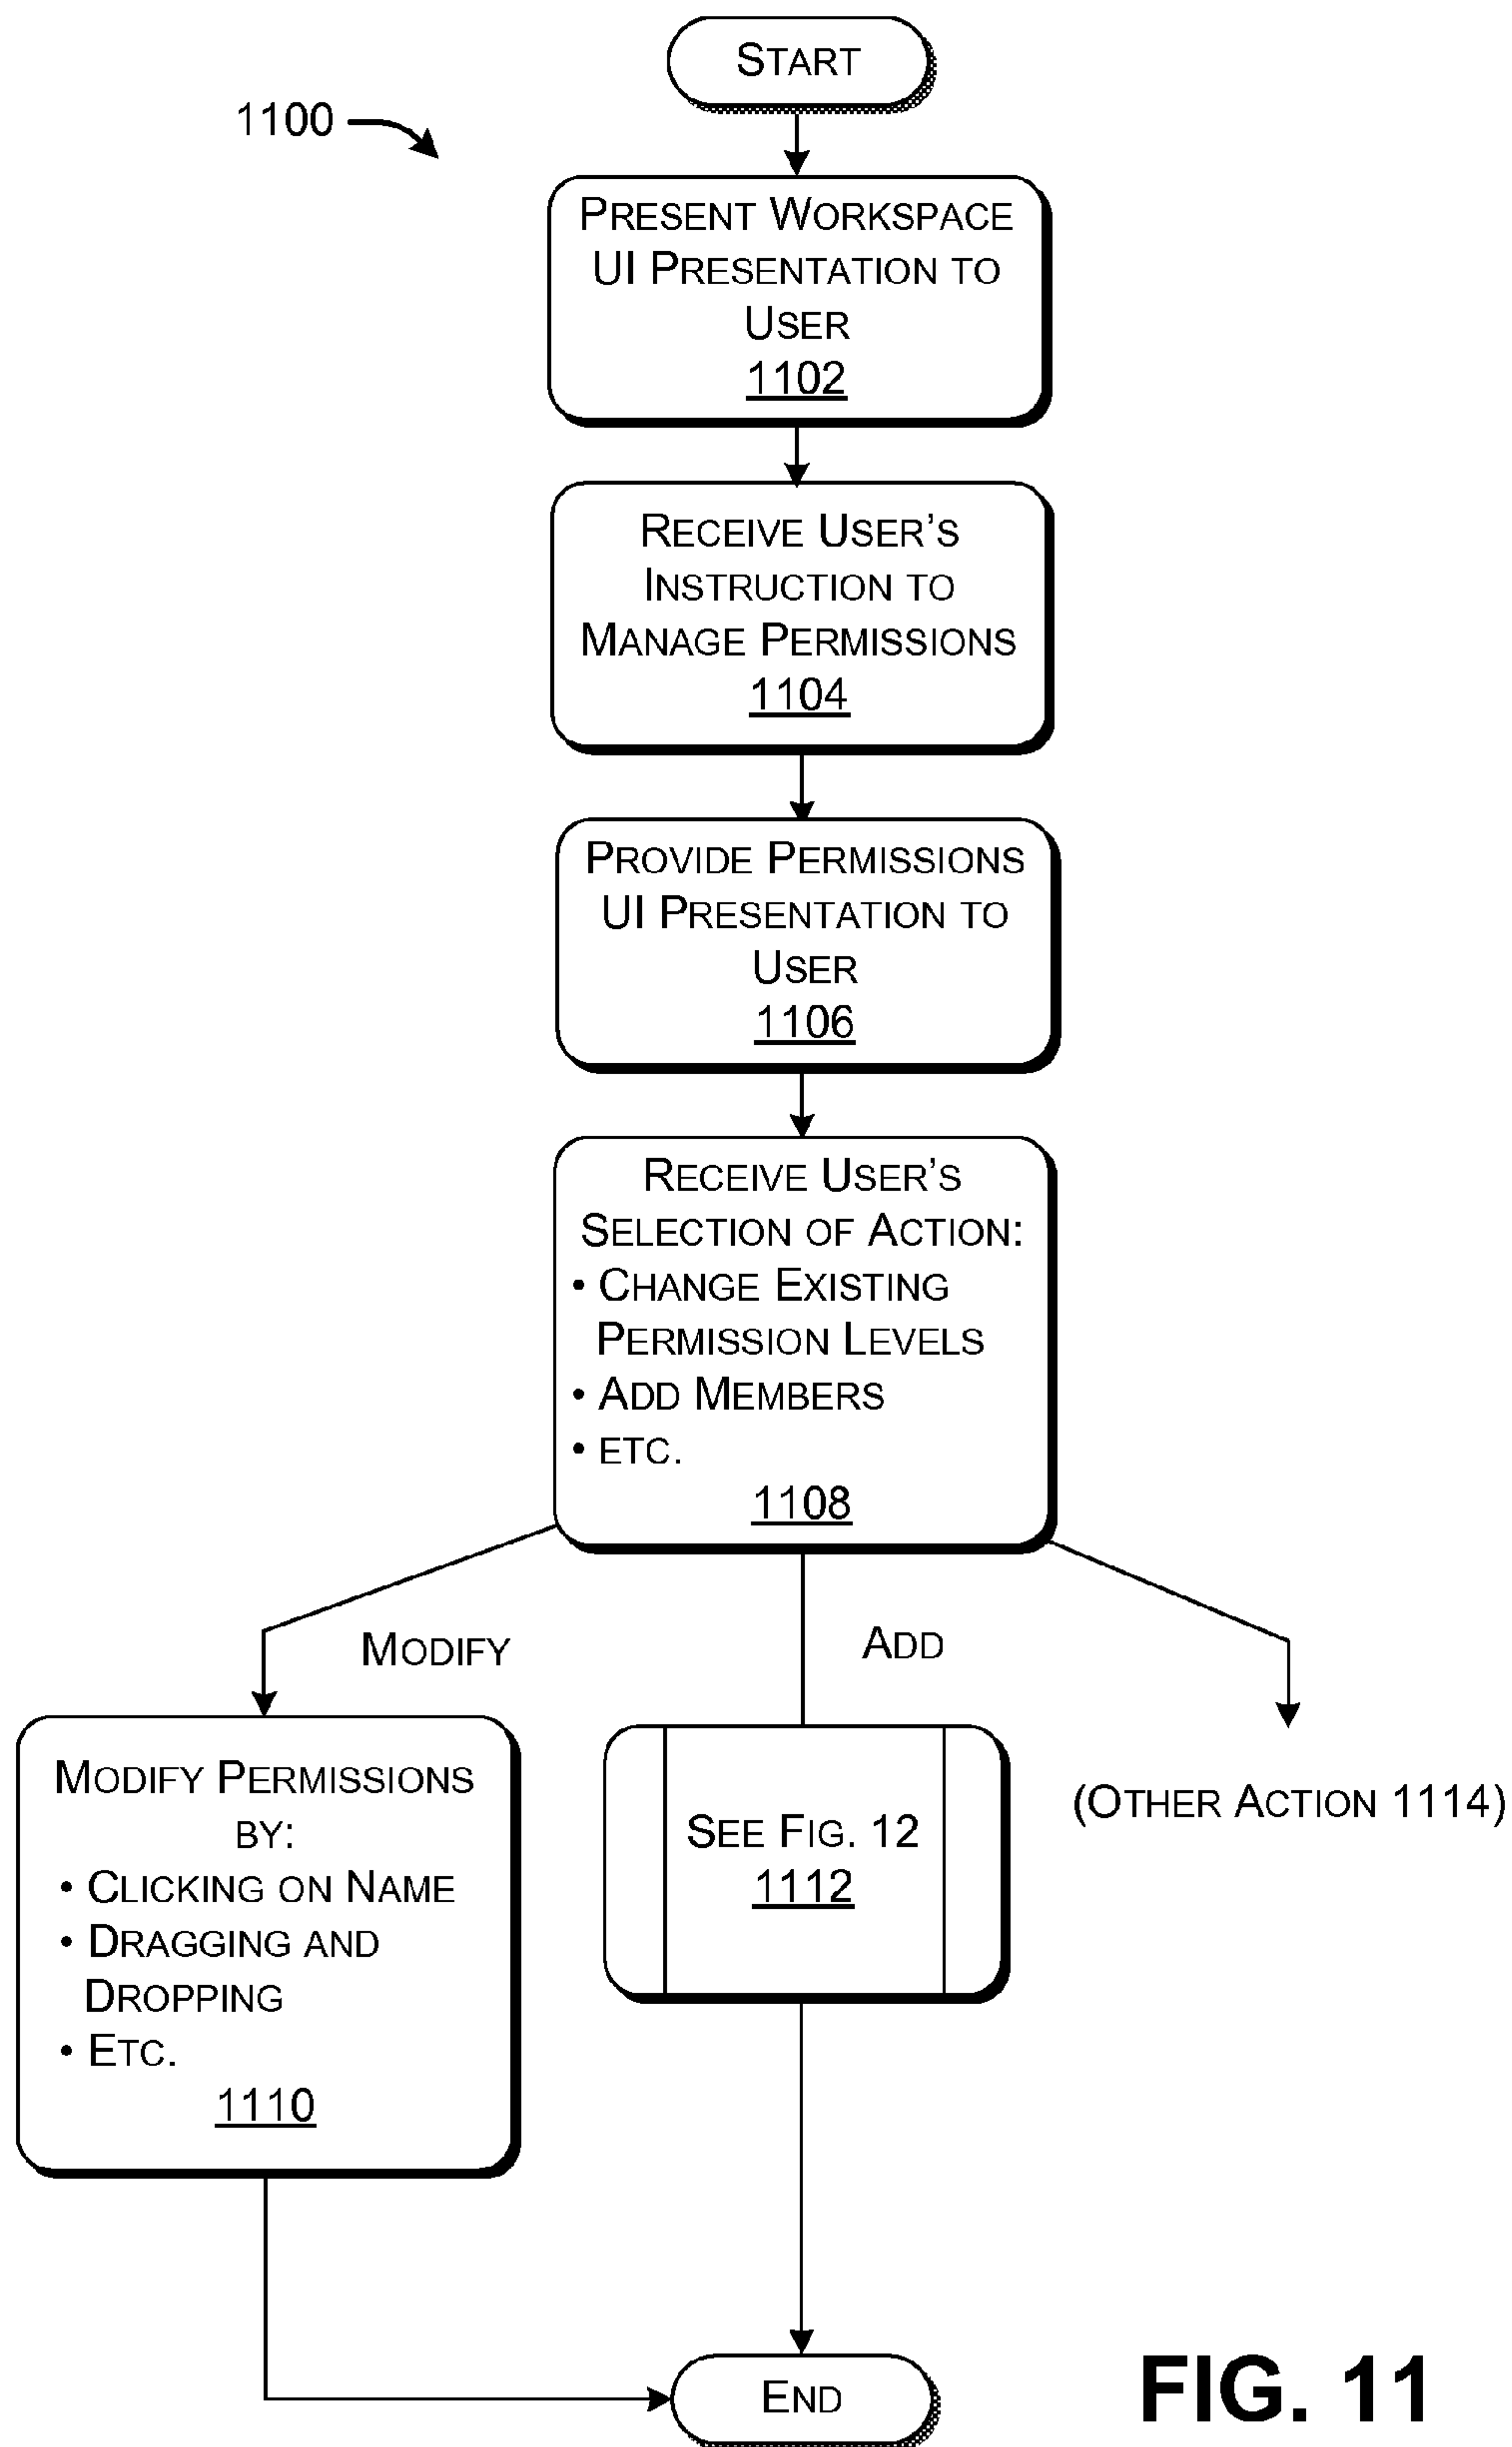 START
1100
PRESENT WORKSPACE
UI PRESENTATION TO
USER
1102
RECEIVE USER'S
INSTRUCTION TO
MANAGE PERMISSIONS
1104
PROVIDE PERMISSIONS
UI PRESENTATION TO
USER
1106
RECEIVE USER'S
SELECTION OF ACTION:
• CHANGE EXISTING
PERMISSION LEVELS
• ADD MEMBERS
• ETC.
1108
MODIFY
ADD
MODIFY PERMISSIONS
BY:
• CLICKING ON NAME
• DRAGGING AND
DROPPING
• ETC.
1110
SEE FIG. 12
1112
(OTHER ACTION 1114)
END
FIG. 11